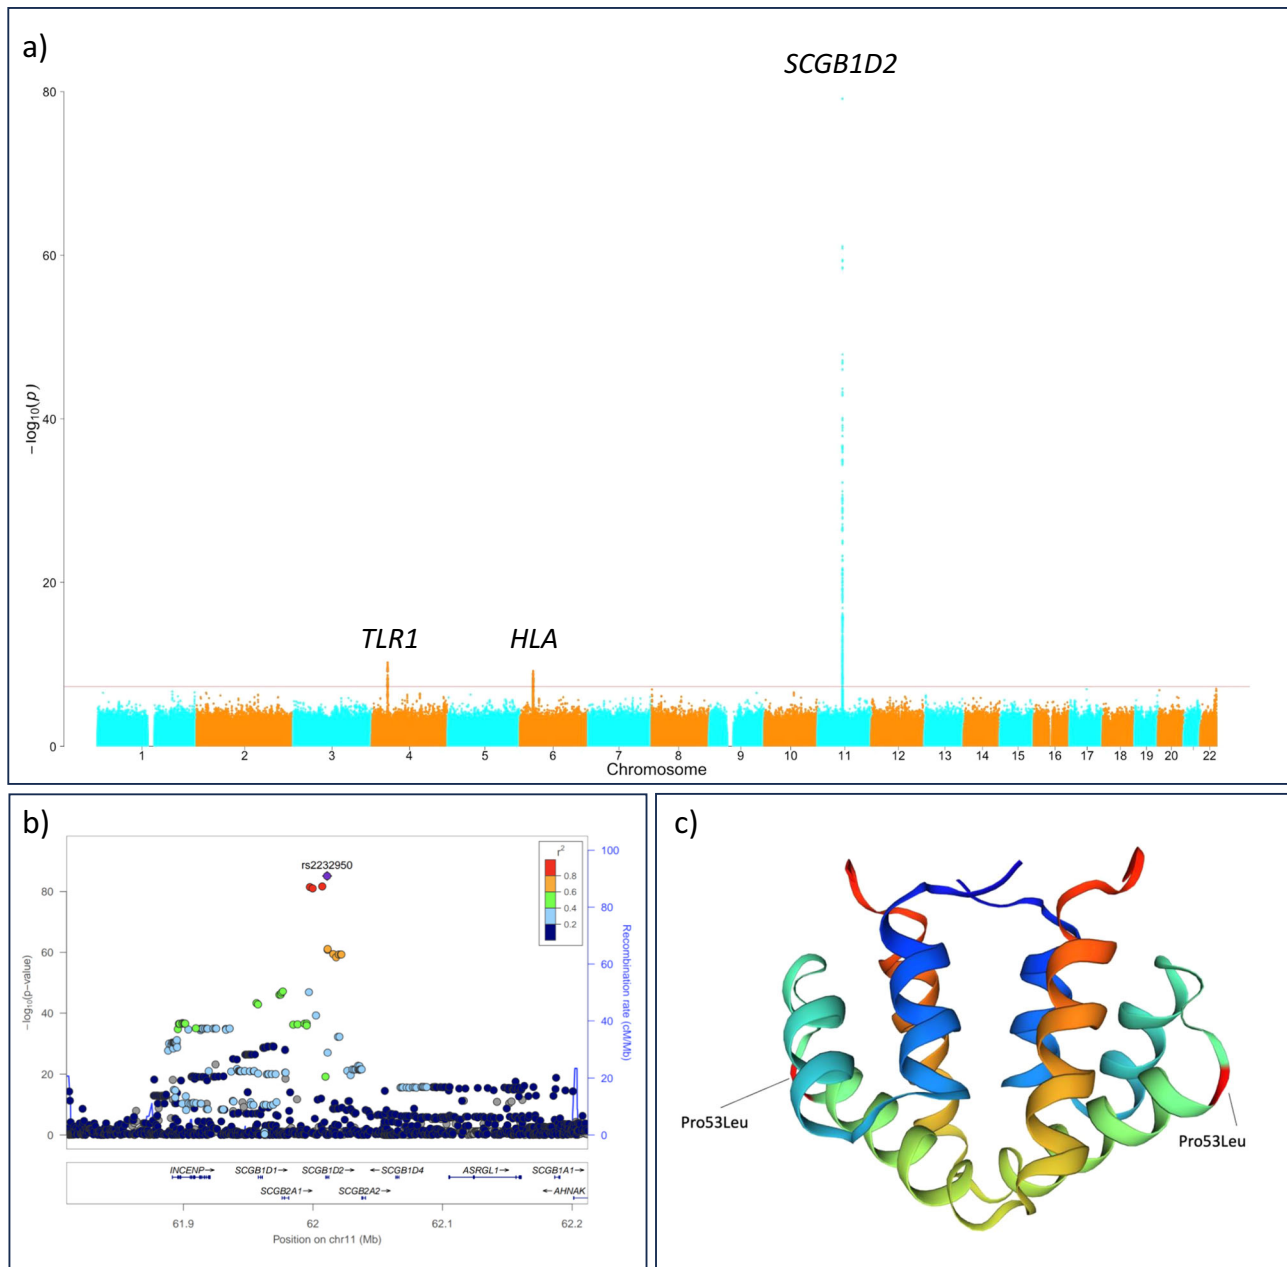 a)
SCGB1D2
TLR1
HLA
80
60
40
20
0
−log10(p)
1 2 3 4 5 6 7 8 9 10 11 12 13 14 15 16 17 18 19 20 22
Chromosome
b)
rs2232950
r2
0.8
0.6
0.4
0.2
80
60
40
20
0
−log10(p−value)
100
80
60
40
20
0
Recombination rate (cM/Mb)
INCENP→ SCGB1D1→ SCGB1D2→ ←SCGB1D4 ASRGL1→ SCGB1A1→
SCGB2A1→ SCGB2A2→ ←AHNAK
61.9 62 62.1 62.2
Position on chr11 (Mb)
c)
Pro53Leu
Pro53Leu